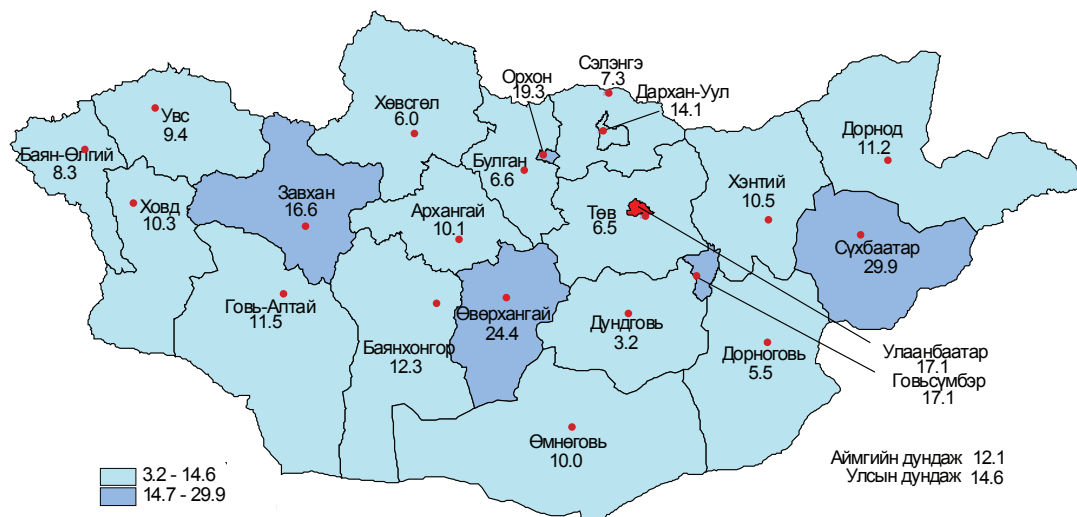 Орхон
19.3
Сэлэнгэ
7.3
Дархан-Уул
14.1
Увс
9.4
Хөвсгөл
6.0
Дорнод
11.2
Баян-Өлгий
8.3
Булган
6.6
Завхан
16.6
Хэнтий
10.5
Ховд
10.3
Архангай
10.1
Төв
6.5
Сүхбаатар
29.9
Говь-Алтай
11.5
Өвөрхангай
24.4
Дундговь
3.2
Баянхонгор
12.3
Дорноговь
5.5
Улаанбаатар
17.1
Говьсүмбэр
17.1
Өмнөговь
10.0
Аймгийн дундаж 12.1
Улсын дундаж 14.6
3.2 - 14.6
14.7 - 29.9